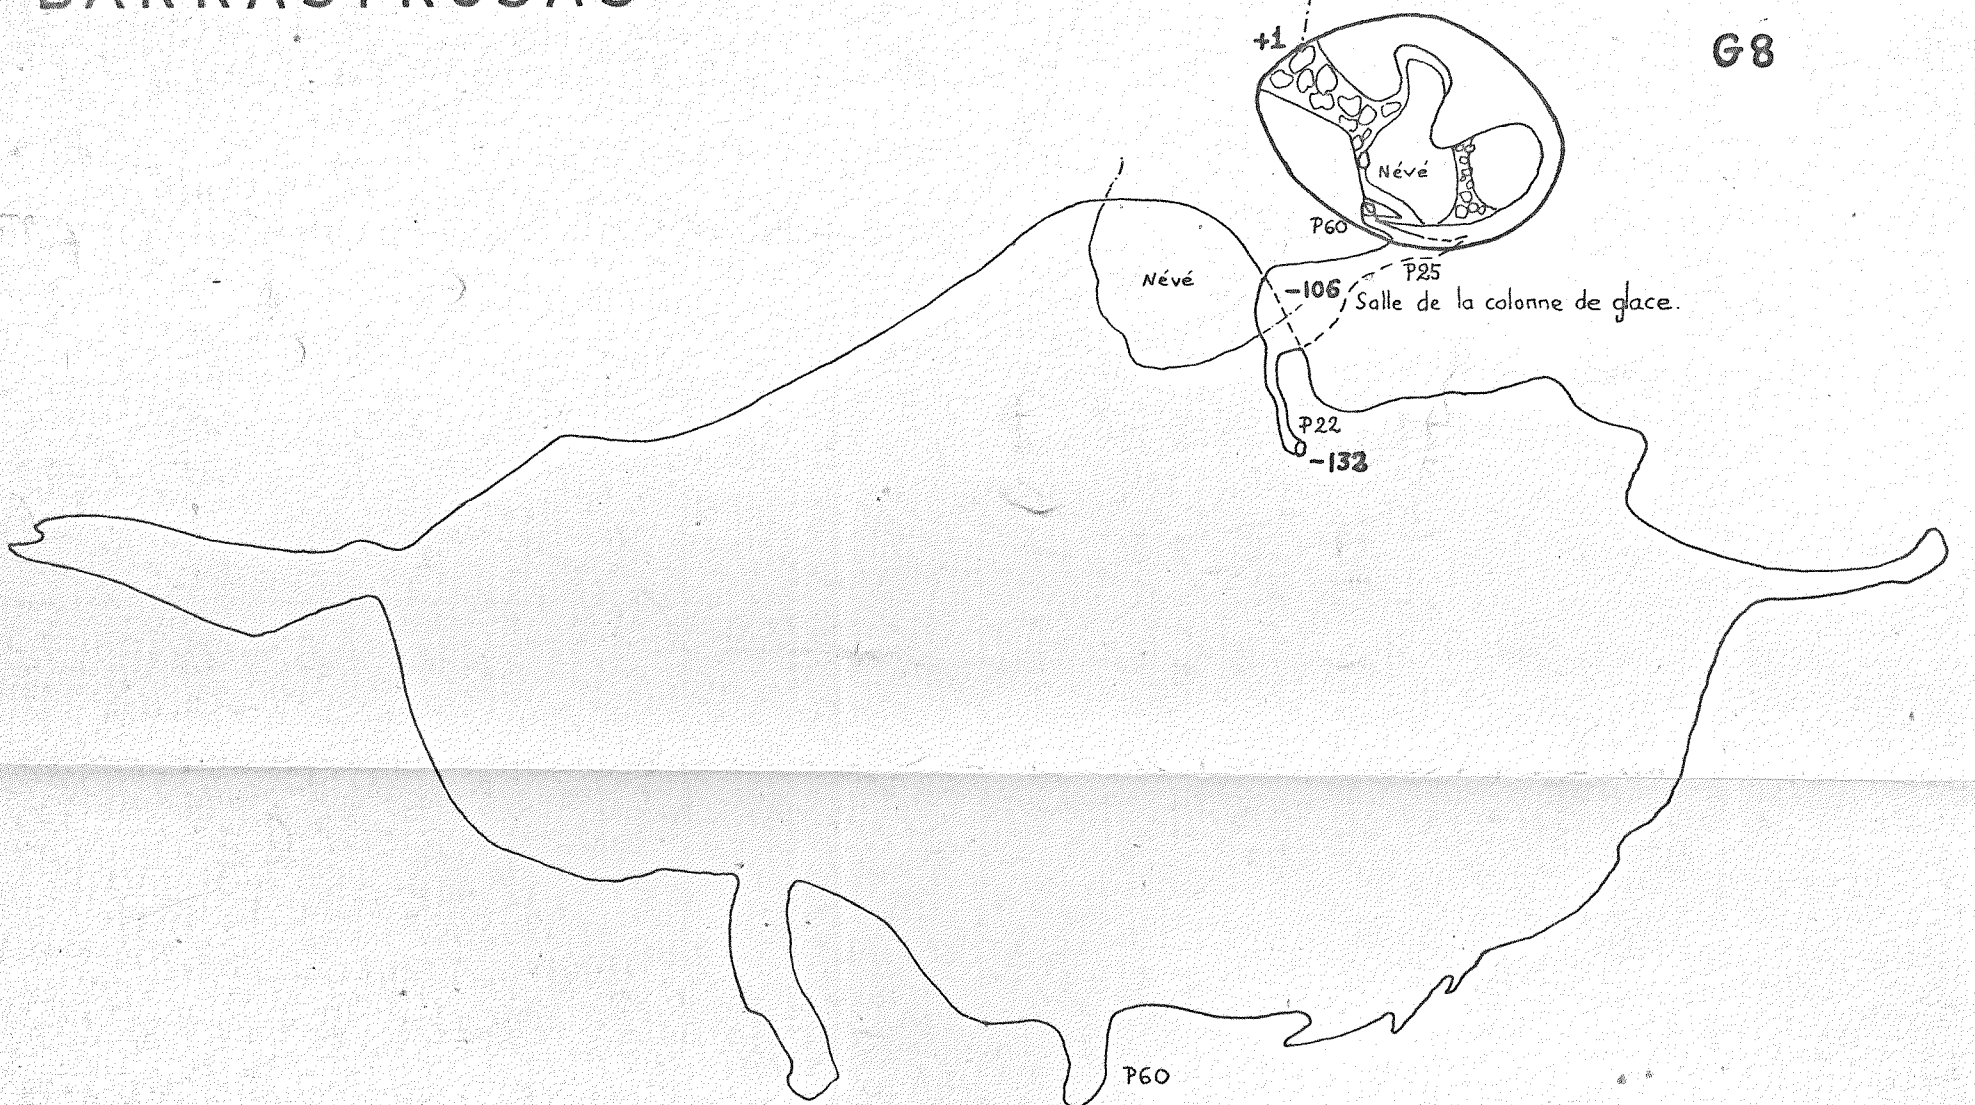 G8
+1
Névé
P60
P25
Névé
-106
Salle de la colonne de glace.
P22
-132
P60